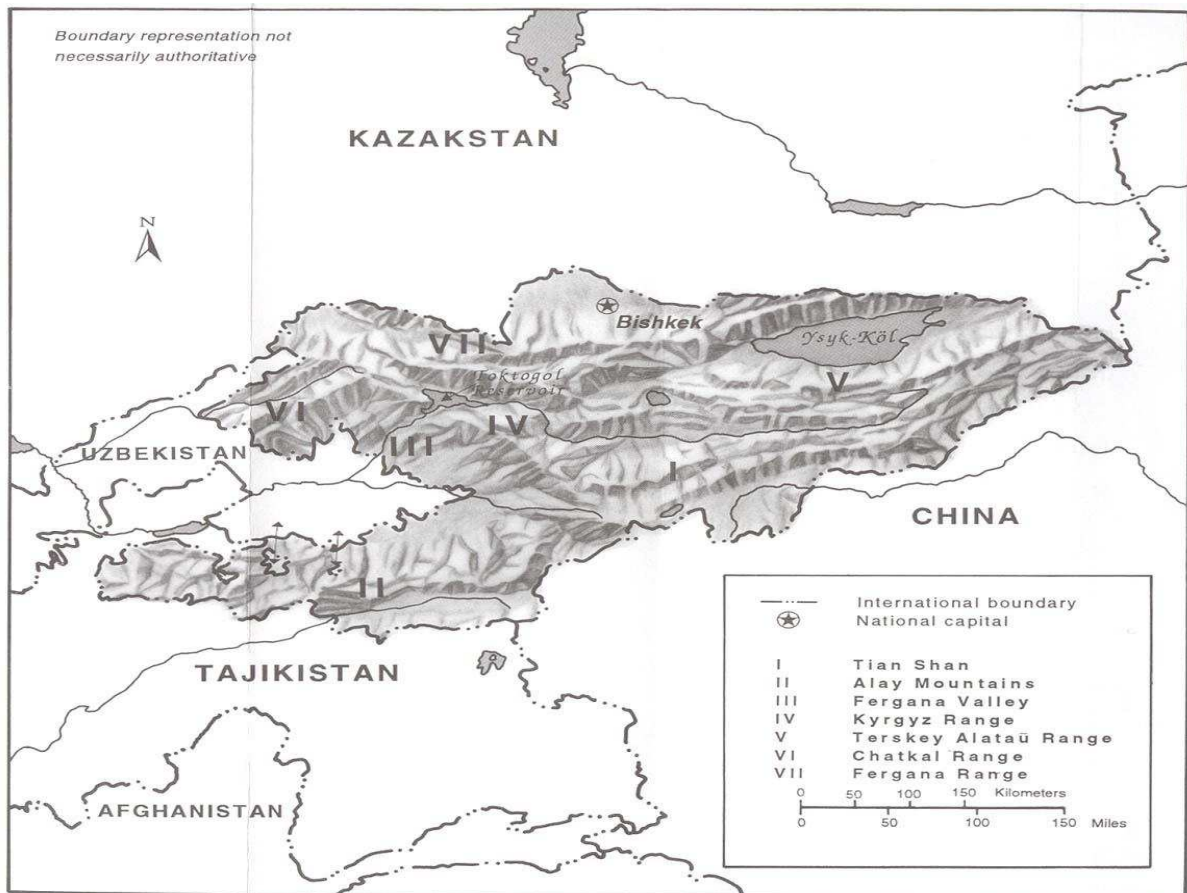 Boundary representation not
necessarily authoritative
KAZAKSTAN
N
Bishkek
Ysyk-Köl
VII
Toktogol
Reservoir
V
VI
IV
III
UZBEKISTAN
I
CHINA
II
TAJIKISTAN
AFGHANISTAN
International boundary
National capital
I Tian Shan
II Alay Mountains
III Fergana Valley
IV Kyrgyz Range
V Terskey Alataū Range
VI Chatkal Range
VII Fergana Range
0 50 100 150 Kilometers
0 50 100 150 Miles